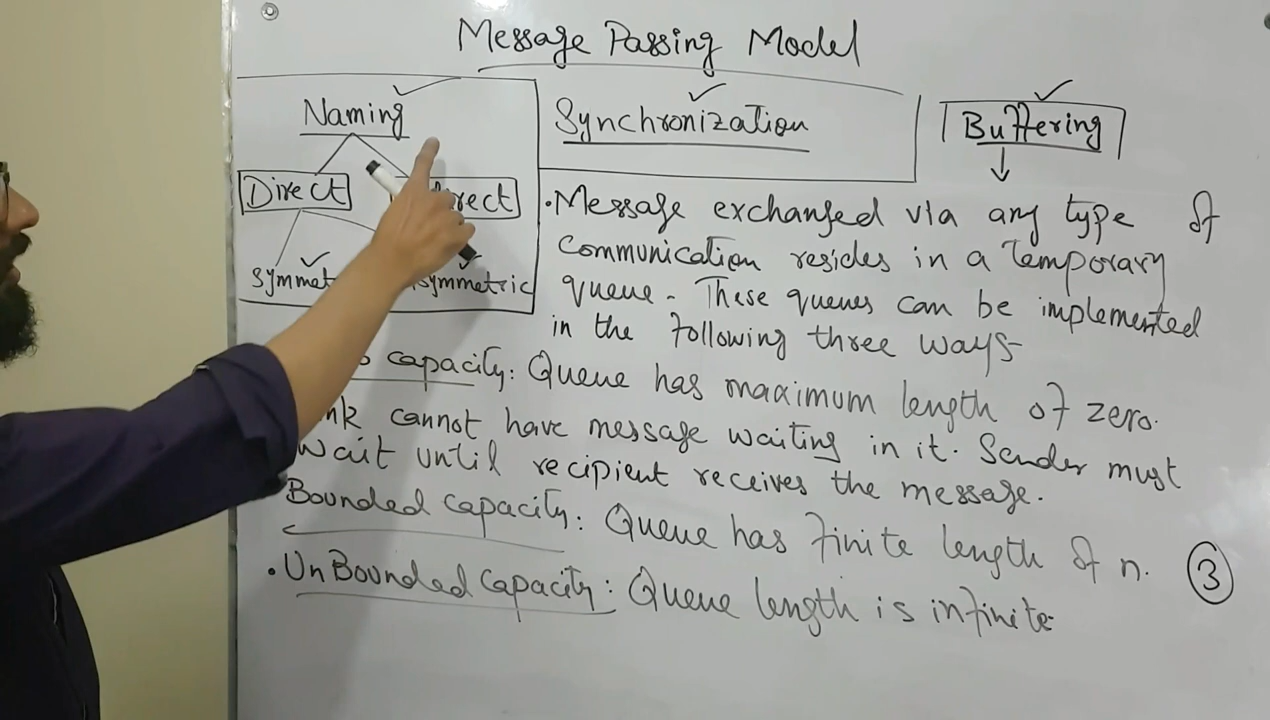 Message Passing Model
Naming
Direct
rect
Symmet
symmetric
Synchronization
Buffering
• Message exchanged via any type of
Communication resides in a Temporary
queue. These queues can be implemented
in the following three ways-
capacity: Queue has maximum length of zero.
cannot have message waiting in it. Sender must
Wait until recipient receives the message.
Bounded capacity: Queue has finite length of n.
• UnBounded capacity: Queue length is infinite.
3